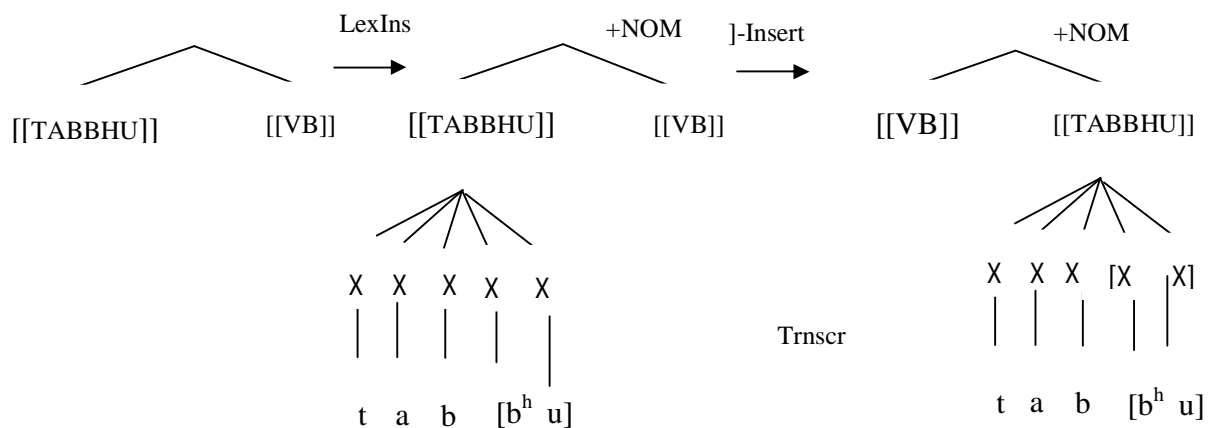 LexIns +NOM ]-Insert +NOM
[[TABBHU]] [[VB]] [[TABBHU]] [[VB]] [[VB]] [[TABBHU]]
X X X X X X X X [X X]
Trnscr
t a b [bʰ u] t a b [bʰ u]